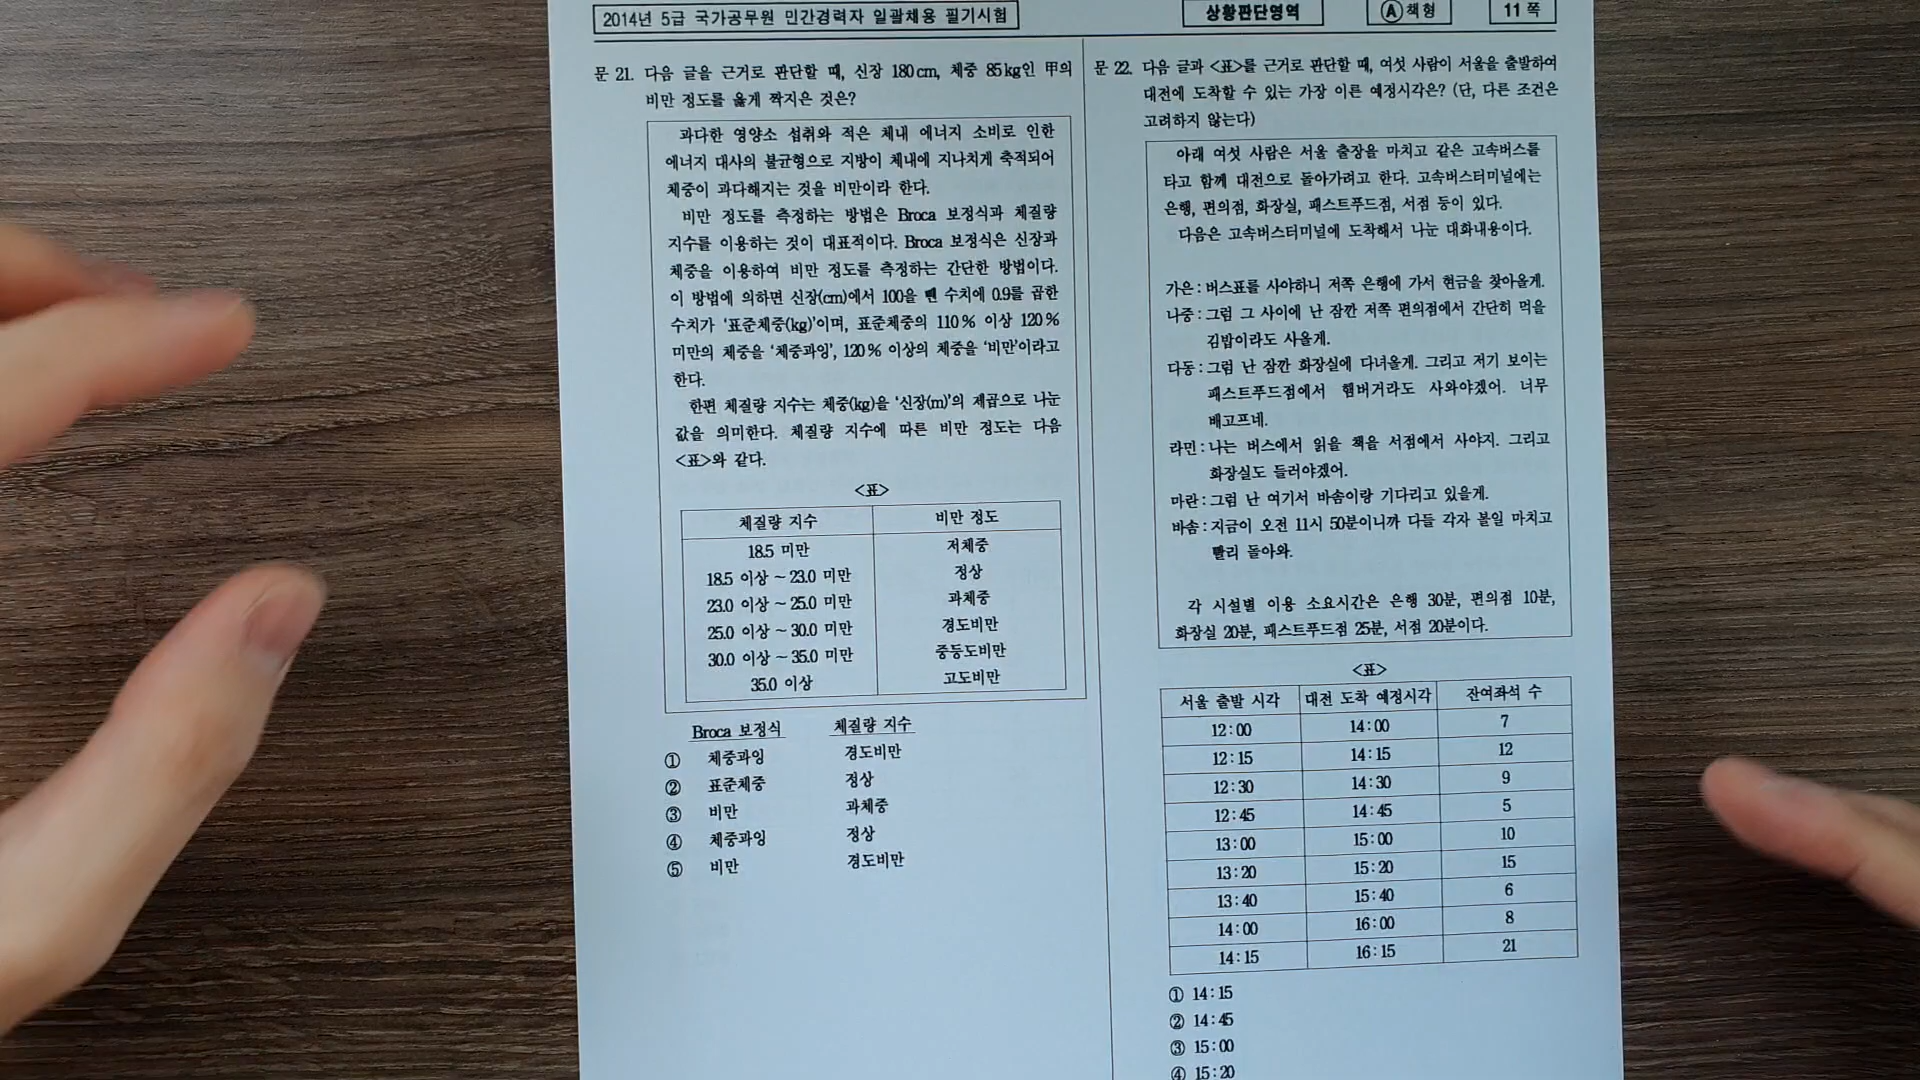 2014년 5급 국가공무원 민간경력자 일괄채용 필기시험
상황판단영역
Ⓐ책형
11 쪽
문 21. 다음 글을 근거로 판단할 때, 신장 180 cm, 체중 85 kg인 甲의
비만 정도를 옳게 짝지은 것은?
과다한 영양소 섭취와 적은 체내 에너지 소비로 인한
에너지 대사의 불균형으로 지방이 체내에 지나치게 축적되어
체중이 과다해지는 것을 비만이라 한다.
비만 정도를 측정하는 방법은 Broca 보정식과 체질량
지수를 이용하는 것이 대표적이다. Broca 보정식은 신장과
체중을 이용하여 비만 정도를 측정하는 간단한 방법이다.
이 방법에 의하면 신장(cm)에서 100을 뺀 수치에 0.9를 곱한
수치가 '표준체중(kg)'이며, 표준체중의 110 % 이상 120 %
미만의 체중을 '체중과잉', 120 % 이상의 체중을 '비만'이라고
한다.
한편 체질량 지수는 체중(kg)을 '신장(m)'의 제곱으로 나눈
값을 의미한다. 체질량 지수에 따른 비만 정도는 다음
<표>와 같다.
<표>
체질량 지수 비만 정도
18.5 미만 저체중
18.5 이상 ~ 23.0 미만 정상
23.0 이상 ~ 25.0 미만 과체중
25.0 이상 ~ 30.0 미만 경도비만
30.0 이상 ~ 35.0 미만 중등도비만
35.0 이상 고도비만
Broca 보정식 체질량 지수
① 체중과잉 경도비만
② 표준체중 정상
③ 비만 과체중
④ 체중과잉 정상
⑤ 비만 경도비만
문 22. 다음 글과 <표>를 근거로 판단할 때, 여섯 사람이 서울을 출발하여
대전에 도착할 수 있는 가장 이른 예정시각은? (단, 다른 조건은
고려하지 않는다)
아래 여섯 사람은 서울 출장을 마치고 같은 고속버스를
타고 함께 대전으로 돌아가려고 한다. 고속버스터미널에는
은행, 편의점, 화장실, 패스트푸드점, 서점 등이 있다.
다음은 고속버스터미널에 도착해서 나눈 대화내용이다.
가은 : 버스표를 사야하니 저쪽 은행에 가서 현금을 찾아올게.
나중 : 그럼 그 사이에 난 잠깐 저쪽 편의점에서 간단히 먹을
김밥이라도 사올게.
다동 : 그럼 난 잠깐 화장실에 다녀올게. 그리고 저기 보이는
패스트푸드점에서 햄버거라도 사와야겠어. 너무
배고프네.
라민 : 나는 버스에서 읽을 책을 서점에서 사야지. 그리고
화장실도 들러야겠어.
마란 : 그럼 난 여기서 바솜이랑 기다리고 있을게.
바솜 : 지금이 오전 11시 50분이니까 다들 각자 볼일 마치고
빨리 돌아와.
각 시설별 이용 소요시간은 은행 30분, 편의점 10분,
화장실 20분, 패스트푸드점 25분, 서점 20분이다.
<표>
서울 출발 시각 대전 도착 예정시각 잔여좌석 수
12 : 00 14 : 00 7
12 : 15 14 : 15 12
12 : 30 14 : 30 9
12 : 45 14 : 45 5
13 : 00 15 : 00 10
13 : 20 15 : 20 15
13 : 40 15 : 40 6
14 : 00 16 : 00 8
14 : 15 16 : 15 21
① 14 : 15
② 14 : 45
③ 15 : 00
④ 15 : 20